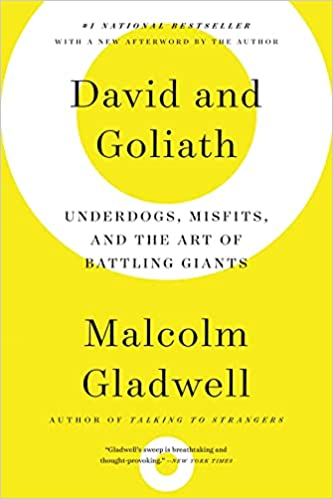 #1 NATIONAL BESTSELLER
WITH A NEW AFTERWORD BY THE AUTHOR
David and
Goliath
UNDERDOGS, MISFITS,
AND THE ART OF
BATTLING GIANTS
Malcolm
Gladwell
AUTHOR OF TALKING TO STRANGERS
"Gladwell's sweep is breathtaking and
thought-provoking."—NEW YORK TIMES